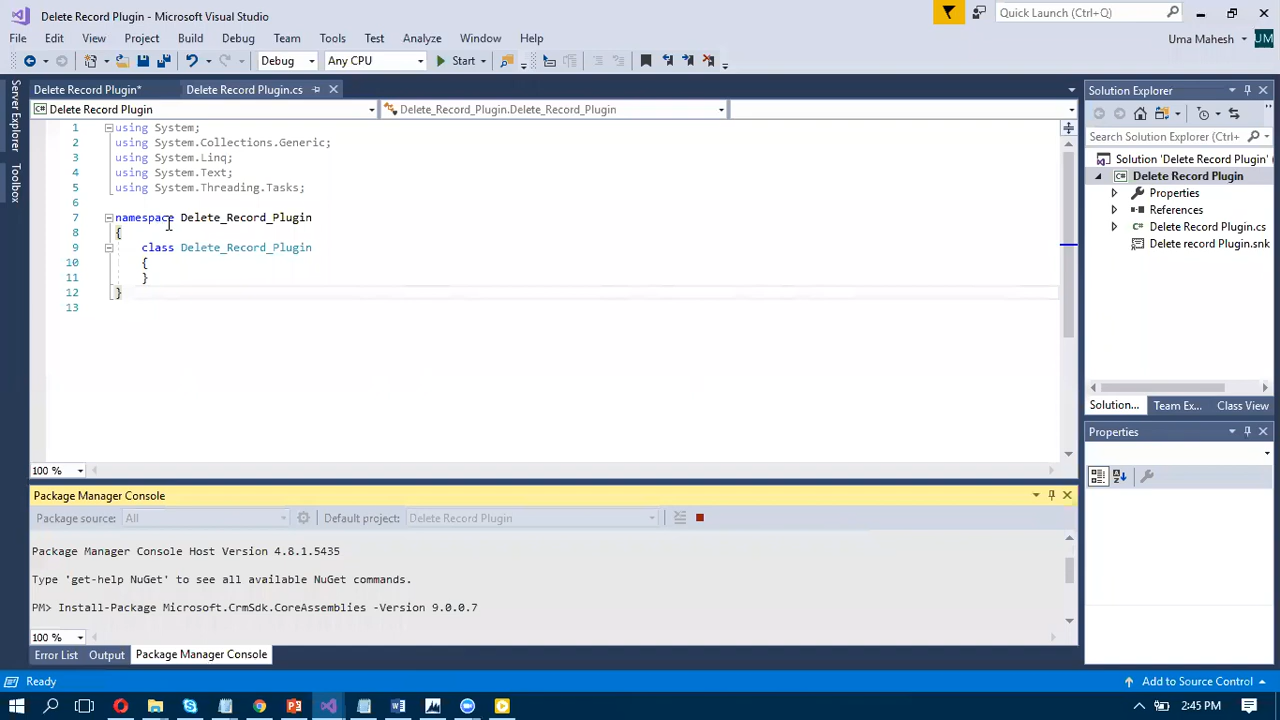 Delete Record Plugin - Microsoft Visual Studio
Quick Launch (Ctrl+Q)
File Edit View Project Build Debug Team Tools Test Analyze Window Help
Uma Mahesh
UM
Debug Any CPU Start
Server Explorer
Toolbox
Delete Record Plugin* Delete Record Plugin.cs
Delete Record Plugin Delete_Record_Plugin.Delete_Record_Plugin
1 using System;
2 using System.Collections.Generic;
3 using System.Linq;
4 using System.Text;
5 using System.Threading.Tasks;
6
7 namespace Delete_Record_Plugin
8 {
9 class Delete_Record_Plugin
10 {
11 }
12 }
13
100 %
Solution Explorer
Search Solution Explorer (Ctrl+
Solution 'Delete Record Plugin' (
Delete Record Plugin
Properties
References
Delete Record Plugin.cs
Delete record Plugin.snk
Solution... Team Ex... Class View
Properties
Package Manager Console
Package source: All Default project: Delete Record Plugin
Package Manager Console Host Version 4.8.1.5435
Type 'get-help NuGet' to see all available NuGet commands.
PM> Install-Package Microsoft.CrmSdk.CoreAssemblies -Version 9.0.0.7
100 %
Error List Output Package Manager Console
Ready
Add to Source Control
2:45 PM